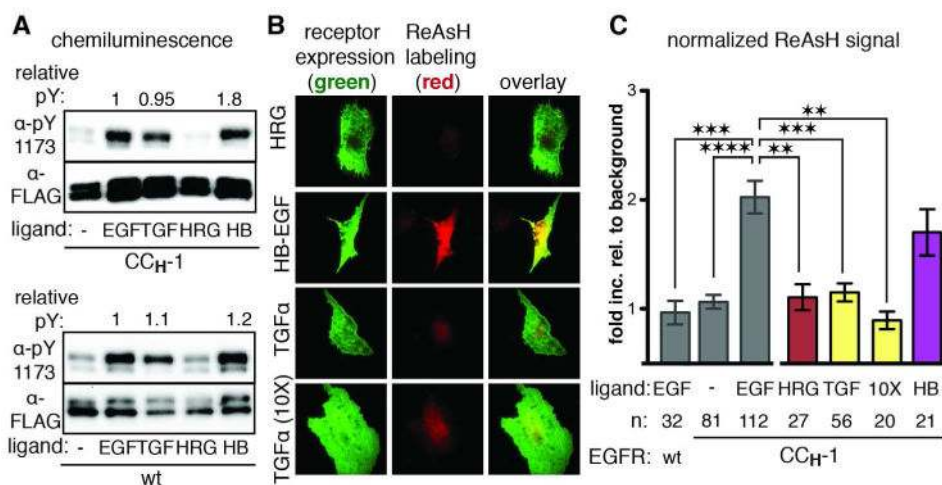 A
chemiluminescence
relative
pY: 1 0.95 1.8
α-pY
1173
α-
FLAG
ligand: - EGF TGF HRG HB
CCH-1
relative
pY: 1 1.1 1.2
α-pY
1173
α-
FLAG
ligand: - EGF TGF HRG HB
wt
B
receptor ReAsH
expression labeling
(green) (red) overlay
HRG
HB-EGF
TGFα
TGFα (10X)
C
normalized ReAsH signal
fold inc. rel. to background
3
2
1
✶✶
✶✶✶ ✶✶✶
✶✶✶✶ ✶✶
ligand: EGF - EGF HRG TGF 10X HB
n: 32 81 112 27 56 20 21
EGFR: wt CCH-1